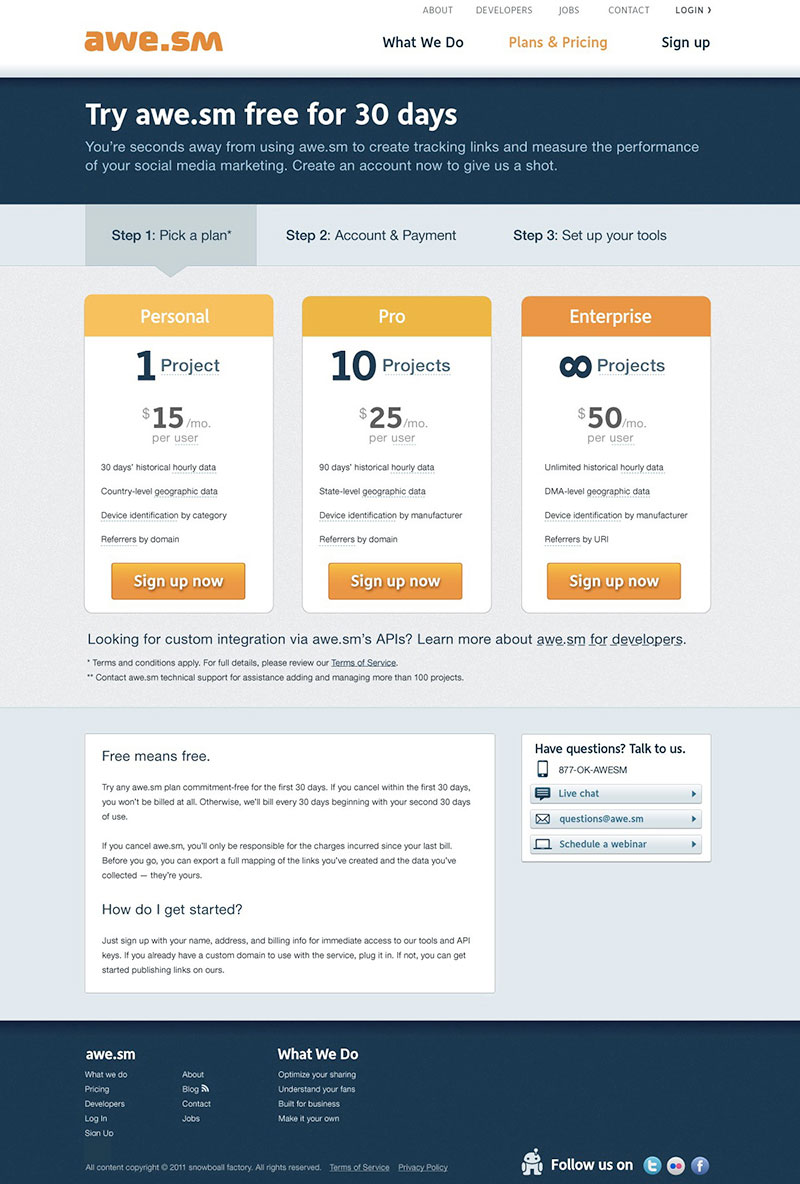 ABOUT DEVELOPERS JOBS CONTACT LOGIN ›
awe.sm
What We Do Plans & Pricing Sign up
Try awe.sm free for 30 days
You’re seconds away from using awe.sm to create tracking links and measure the performance
of your social media marketing. Create an account now to give us a shot.
Step 1: Pick a plan* Step 2: Account & Payment Step 3: Set up your tools
Personal
1 Project
$15/mo.
per user
30 days’ historical hourly data
Country-level geographic data
Device identification by category
Referrers by domain
Sign up now
Pro
10 Projects
$25/mo.
per user
90 days’ historical hourly data
State-level geographic data
Device identification by manufacturer
Referrers by domain
Sign up now
Enterprise
∞ Projects
$50/mo.
per user
Unlimited historical hourly data
DMA-level geographic data
Device identification by manufacturer
Referrers by URI
Sign up now
Looking for custom integration via awe.sm’s APIs? Learn more about awe.sm for developers.
* Terms and conditions apply. For full details, please review our Terms of Service.
** Contact awe.sm technical support for assistance adding and managing more than 100 projects.
Free means free.
Try any awe.sm plan commitment-free for the first 30 days. If you cancel within the first 30 days,
you won’t be billed at all. Otherwise, we’ll bill every 30 days beginning with your second 30 days
of use.
If you cancel awe.sm, you’ll only be responsible for the charges incurred since your last bill.
Before you go, you can export a full mapping of the links you’ve created and the data you’ve
collected — they’re yours.
How do I get started?
Just sign up with your name, address, and billing info for immediate access to our tools and API
keys. If you already have a custom domain to use with the service, plug it in. If not, you can get
started publishing links on ours.
Have questions? Talk to us.
877-OK-AWESM
Live chat
questions@awe.sm
Schedule a webinar
awe.sm
What we do
Pricing
Developers
Log In
Sign Up
About
Blog
Contact
Jobs
What We Do
Optimize your sharing
Understand your fans
Built for business
Make it your own
All content copyright © 2011 snowboall factory. All rights reserved. Terms of Service Privacy Policy
Follow us on